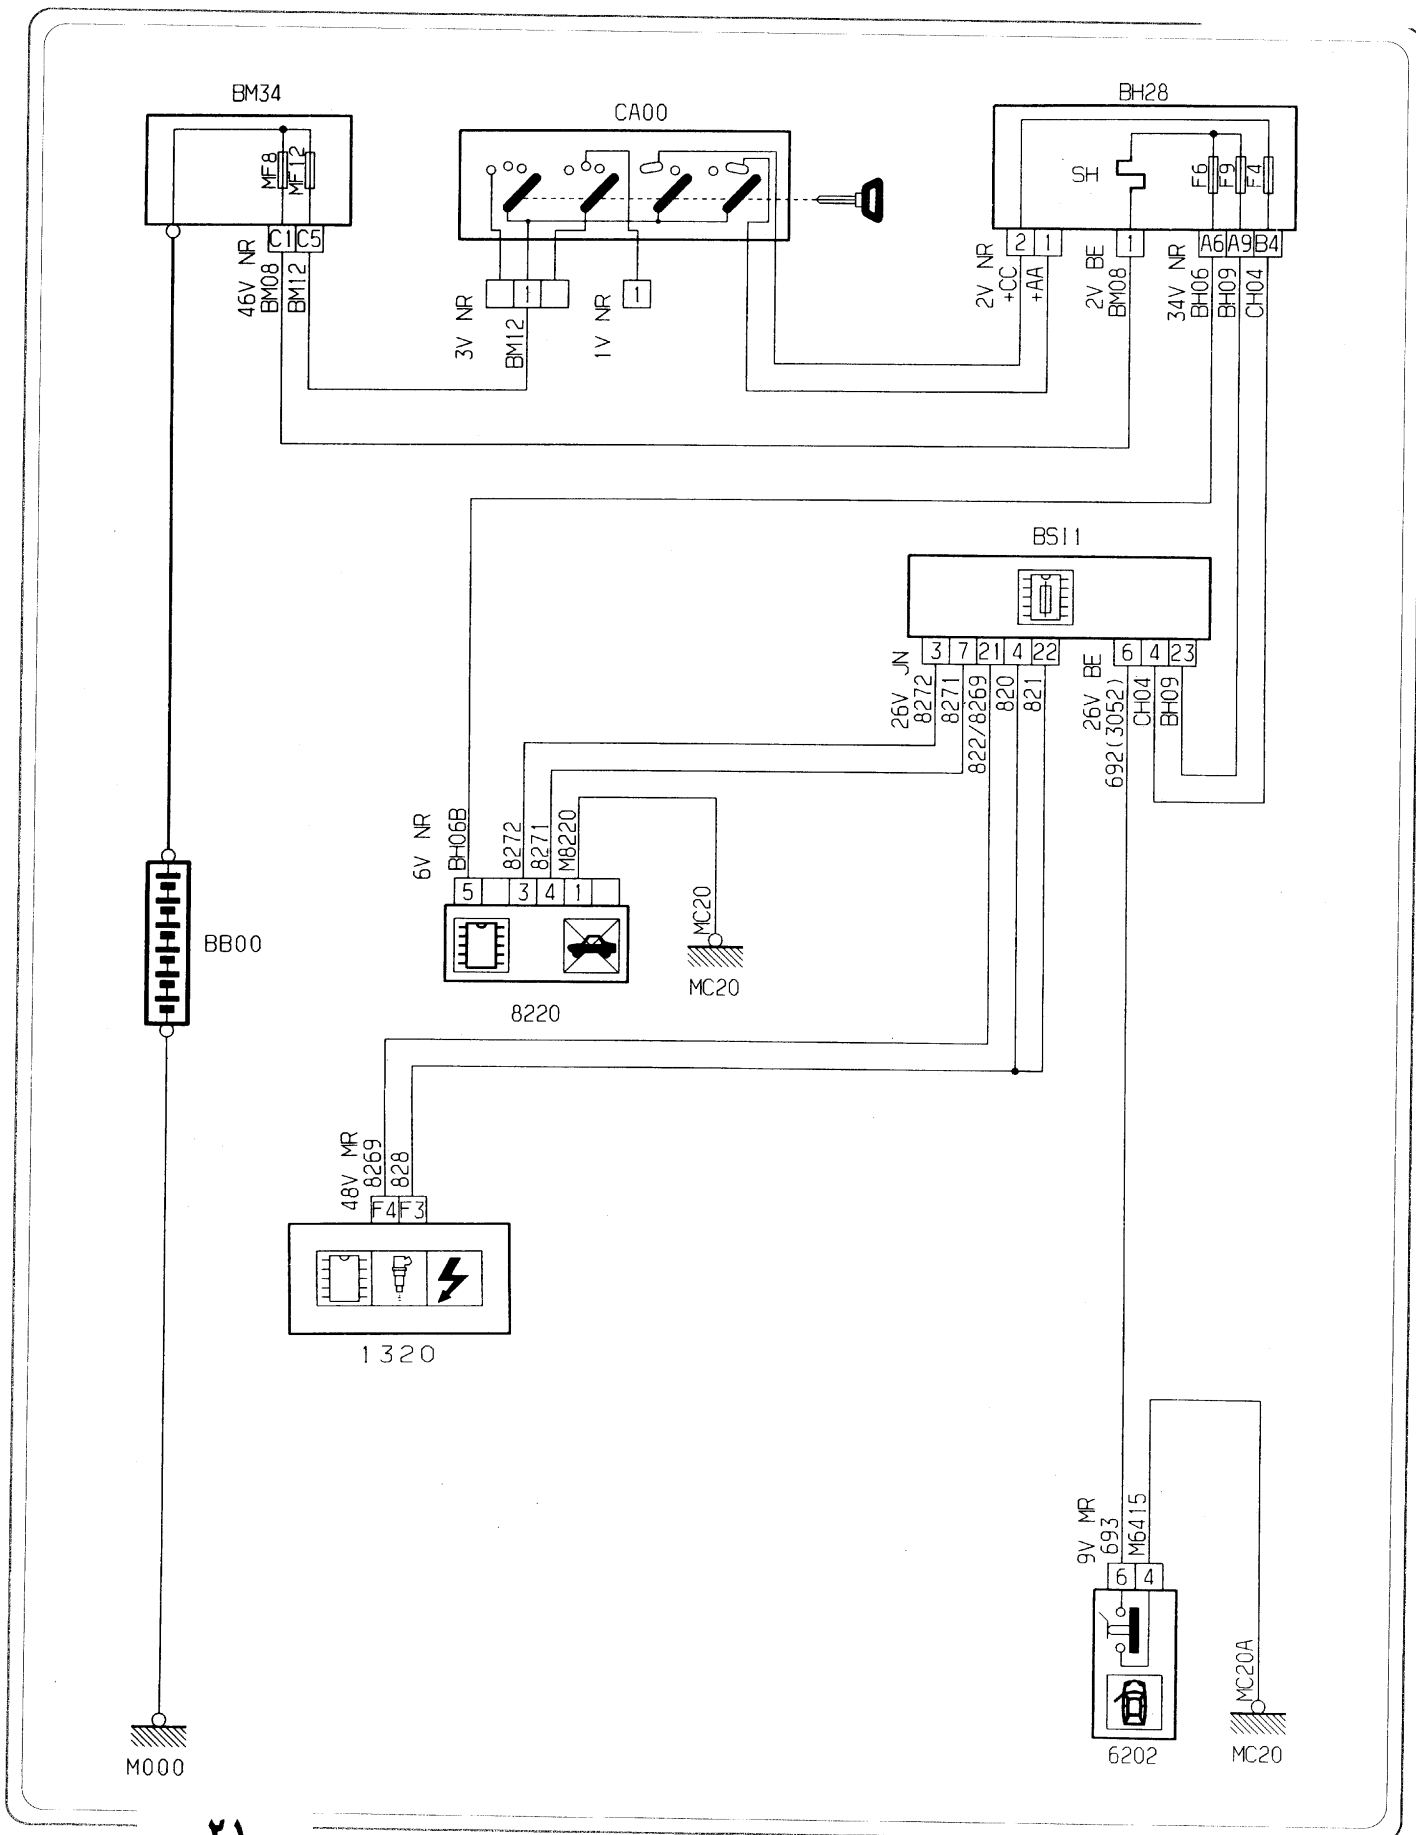 BM34
CA00
BH28
MF8
MF12
SH
F6
F9
F4
C1 C5
2 1
1
A6 A9 B4
46V NR
BM08
BM12
1
1
3V NR
BM12
1V NR
2V NR
+CC
+AA
2V BE
BM08
34V NR
BH06
BH09
CH04
BSI1
3 7 21 4 22
6 4 23
26V JN
8272
8271
822/8269
820
821
26V BE
692(3052)
CH04
BH09
6V NR
BH06B
8272
8271
M8220
5 3 4 1
MC20
MC20
8220
BB00
48V MR
8269
828
F4 F3
1320
9V MR
693
M6415
6 4
MC20A
6202
MC20
M000
٢١